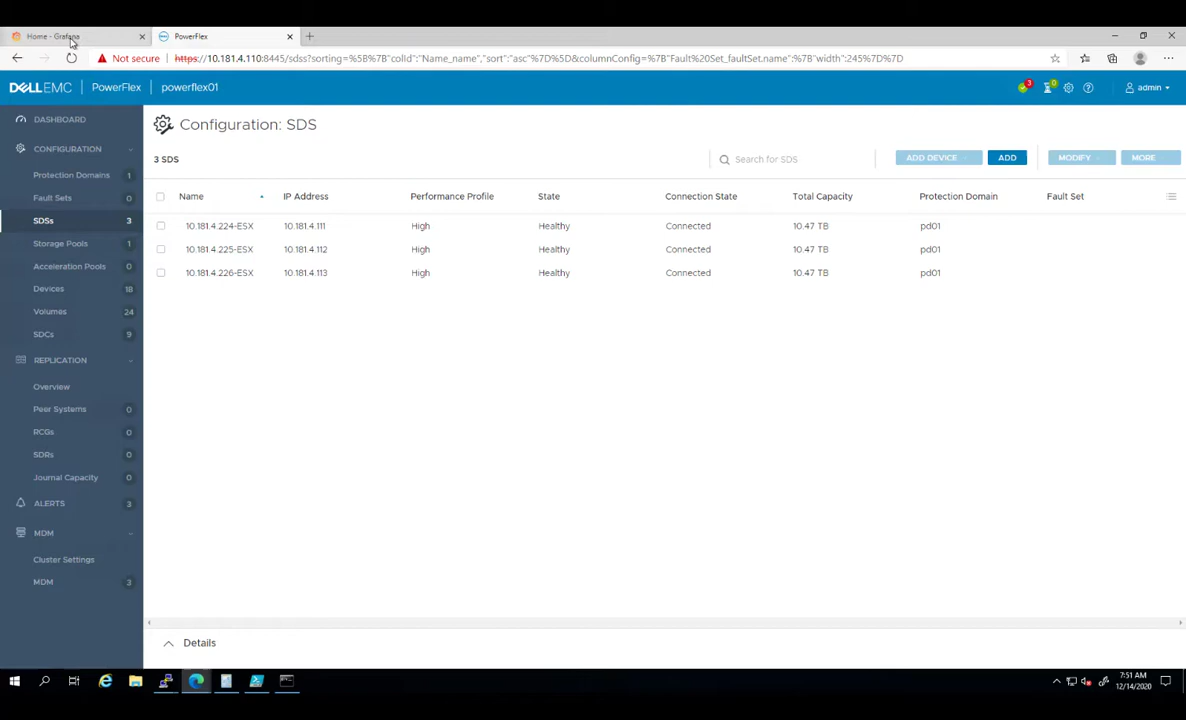 Home - Grafana
PowerFlex
Not secure
https://10.181.4.110:8445/sdss?sorting=%5B%7B"colId":"Name_name","sort":"asc"%7D%5D&columnConfig=%7B"Fault%20Set_faultSet.name":%7B"width":245%7D%7D
DELLEMC
PowerFlex
powerflex01
3
0
admin
DASHBOARD
CONFIGURATION
Protection Domains 1
Fault Sets 0
SDSs 3
Storage Pools 1
Acceleration Pools 0
Devices 18
Volumes 24
SDCs 9
REPLICATION
Overview
Peer Systems 0
RCGs 0
SDRs 0
Journal Capacity 0
ALERTS 3
MDM
Cluster Settings
MDM 3
Configuration: SDS
3 SDS
Search for SDS
ADD DEVICE
ADD
MODIFY
MORE
Name IP Address Performance Profile State Connection State Total Capacity Protection Domain Fault Set
10.181.4.224-ESX 10.181.4.111 High Healthy Connected 10.47 TB pd01
10.181.4.225-ESX 10.181.4.112 High Healthy Connected 10.47 TB pd01
10.181.4.226-ESX 10.181.4.113 High Healthy Connected 10.47 TB pd01
Details
7:51 AM
12/14/2020